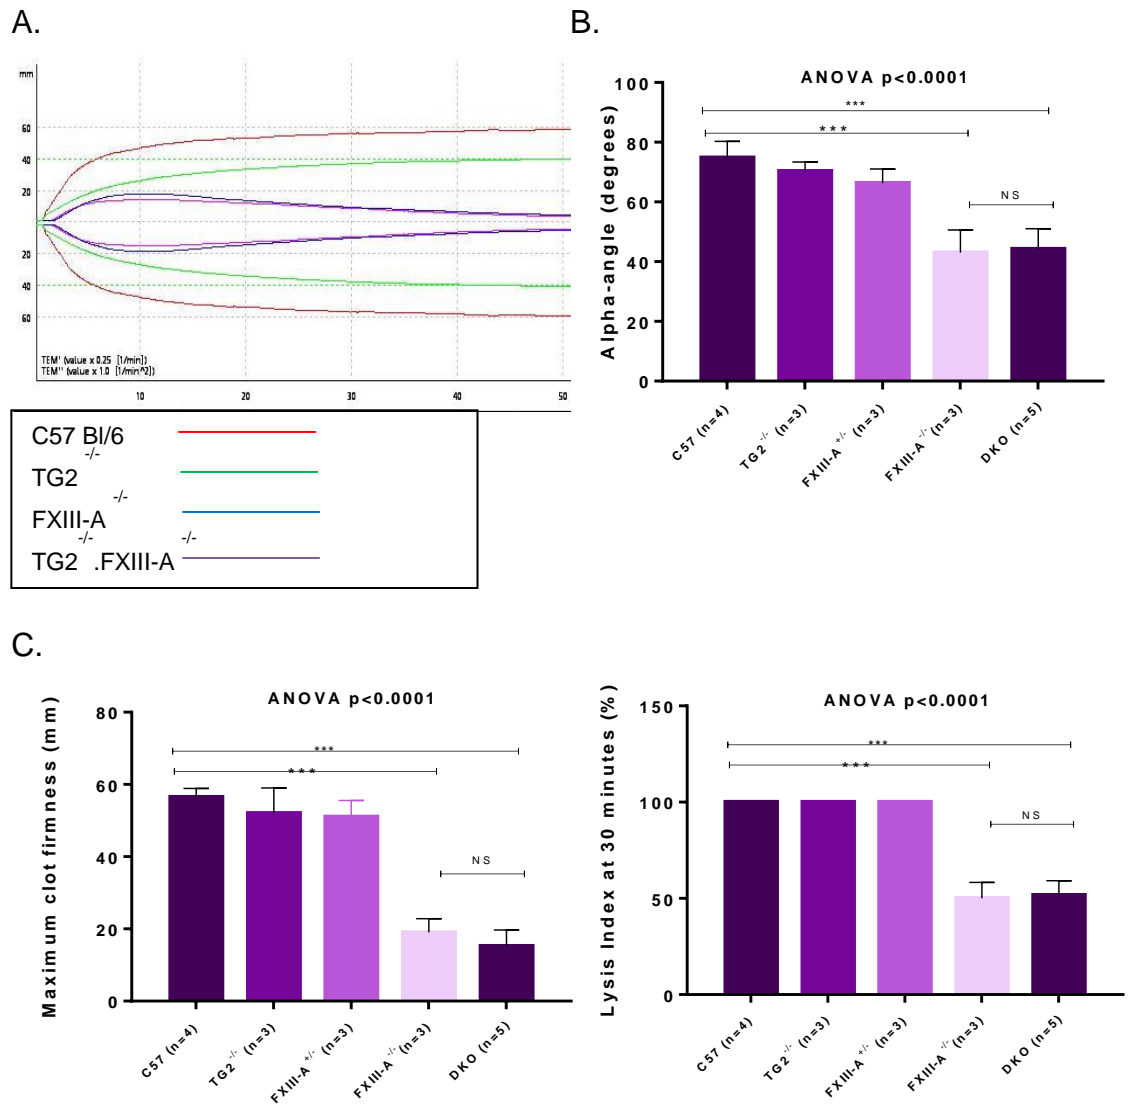 A.
mm
60
40
20
20
40
60
TEM' (value x 0.25 [1/min])
TEM'' (value x 1.0 [1/min^2])
10 20 30 40 50
C57 Bl/6
TG2 -/-
FXIII-A -/-
TG2 -/- .FXIII-A -/-
B.
ANOVA p<0.0001
***
***
NS
Alpha-angle (degrees)
100
80
60
40
20
0
C57 (n=4)
TG2-/- (n=3)
FXIII-A+/- (n=3)
FXIII-A-/- (n=3)
DKO (n=5)
C.
ANOVA p<0.0001
***
***
NS
Maximum clot firmness (mm)
80
60
40
20
0
C57 (n=4)
TG2-/- (n=3)
FXIII-A+/- (n=3)
FXIII-A-/- (n=3)
DKO (n=5)
ANOVA p<0.0001
***
***
NS
Lysis Index at 30 minutes (%)
150
100
50
0
C57 (n=4)
TG2-/- (n=3)
FXIII-A+/- (n=3)
FXIII-A-/- (n=3)
DKO (n=5)